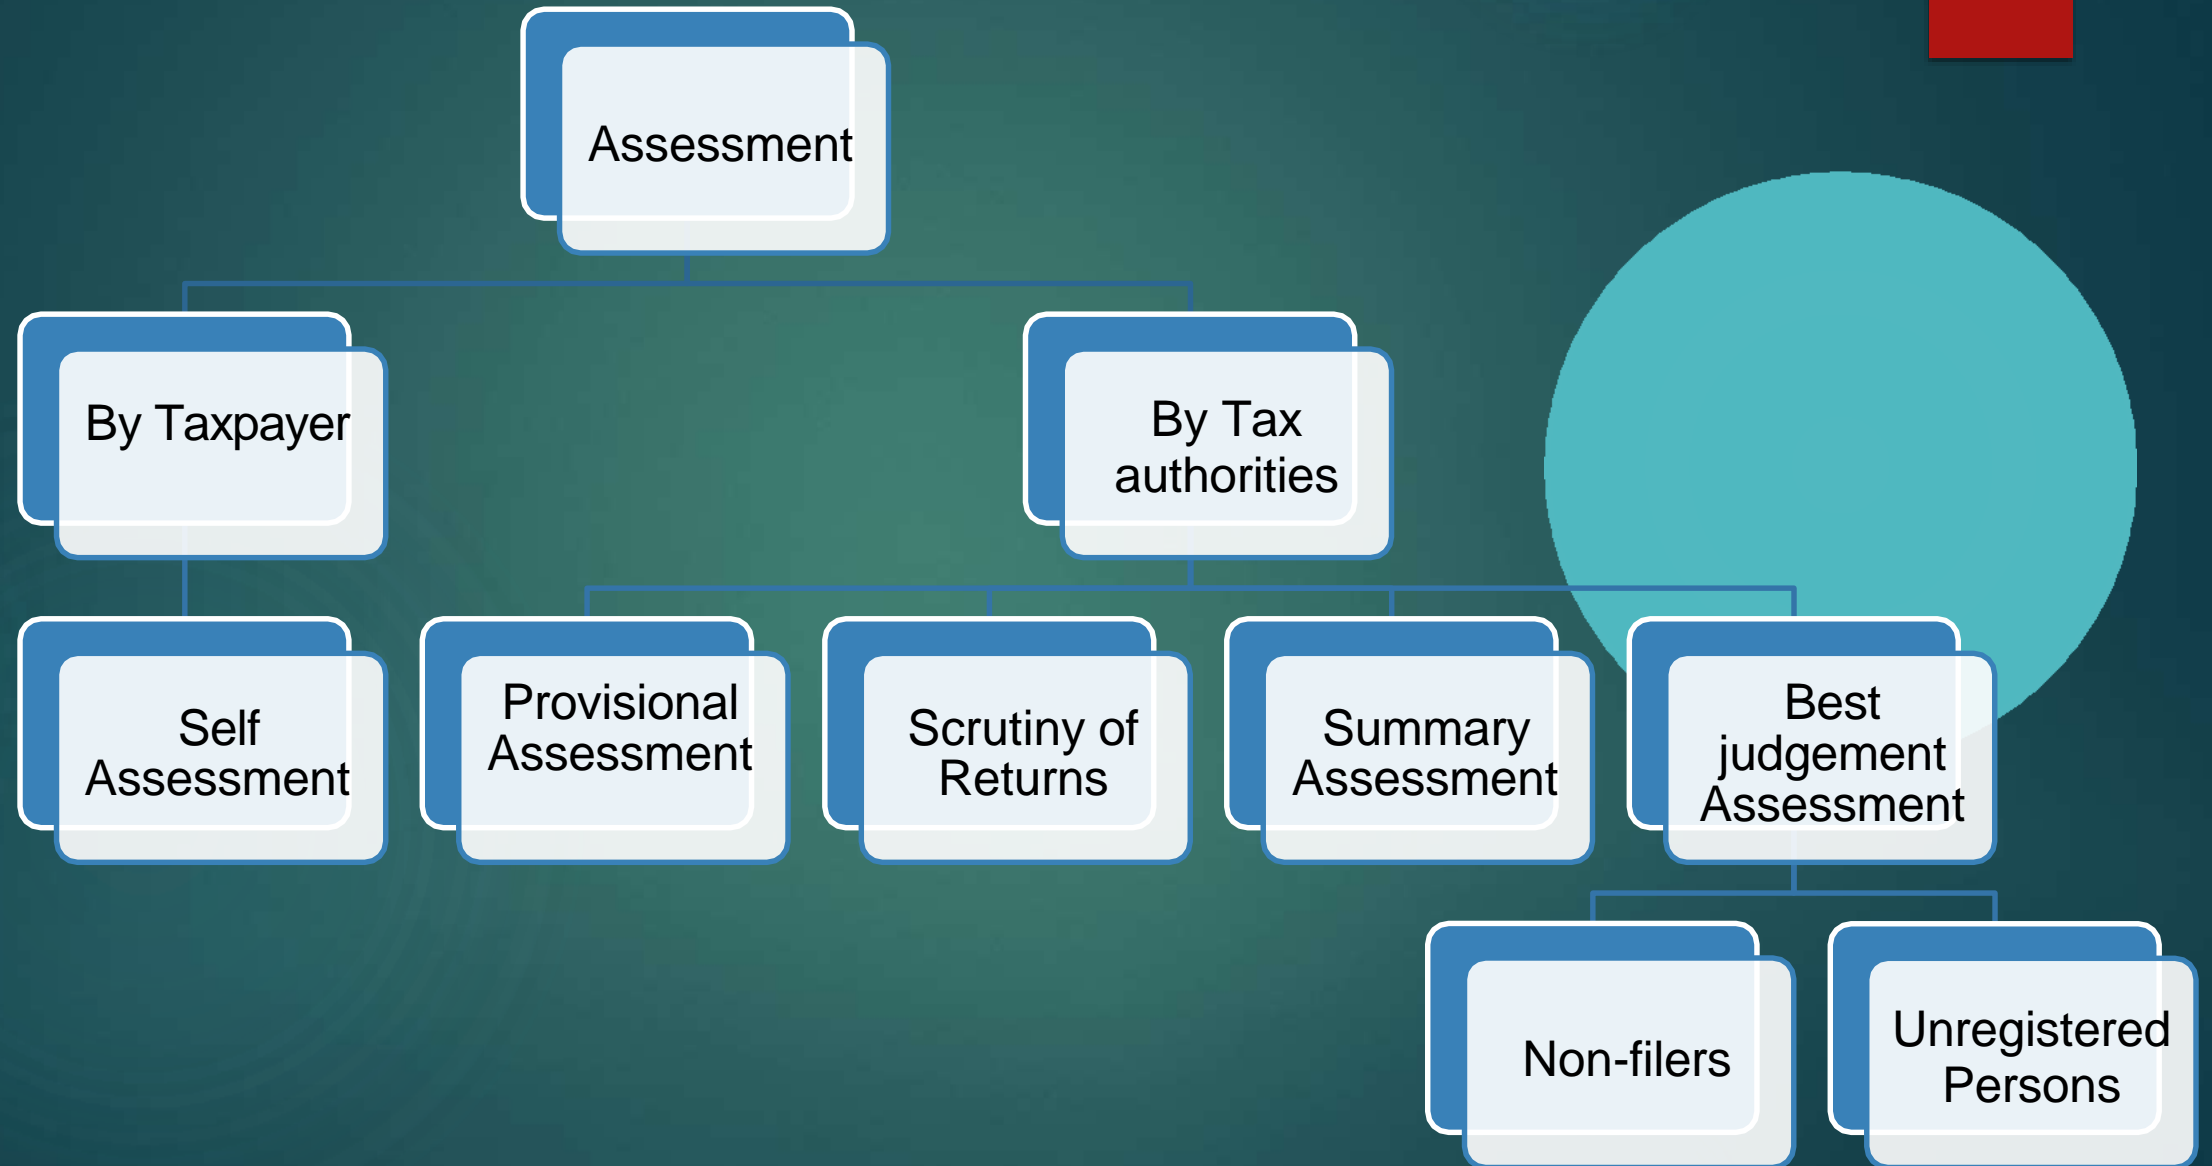 Assessment
By Taxpayer
By Tax
authorities
Self
Assessment
Provisional
Assessment
Scrutiny of
Returns
Summary
Assessment
Best
judgement
Assessment
Non-filers
Unregistered
Persons